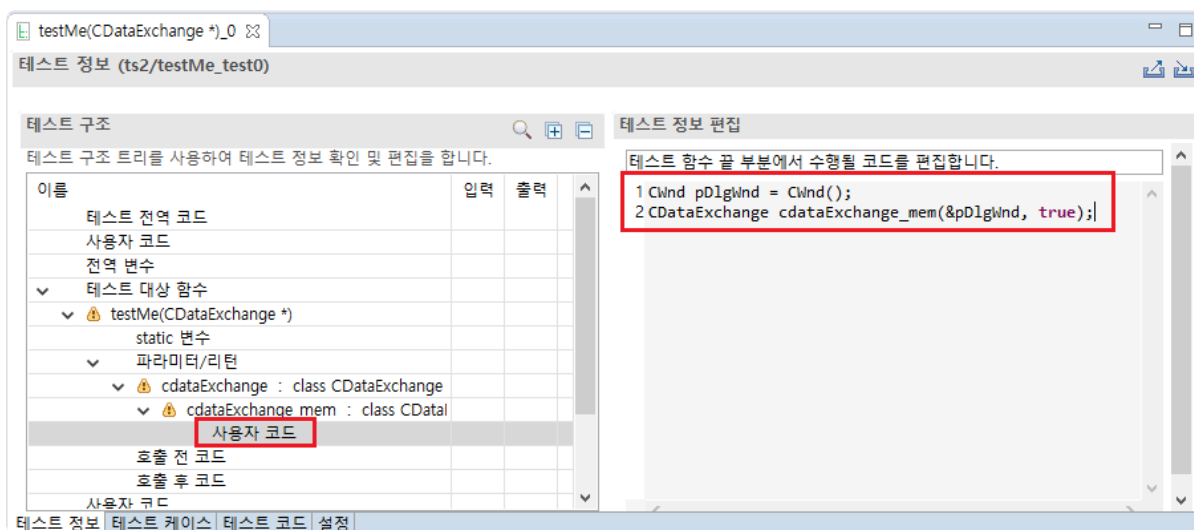 testMe(CDataExchange *)_0
테스트 정보 (ts2/testMe_test0)
테스트 구조
테스트 구조 트리를 사용하여 테스트 정보 확인 및 편집을 합니다.
이름 입력 출력
테스트 전역 코드
사용자 코드
전역 변수
테스트 대상 함수
testMe(CDataExchange *)
static 변수
파라미터/리턴
cdataExchange : class CDataExchange
cdataExchange_mem : class CDatal
사용자 코드
호출 전 코드
호출 후 코드
사용자 코드
테스트 정보 편집
테스트 함수 끝 부분에서 수행될 코드를 편집합니다.
1 CWnd pDlgWnd = CWnd();
2 CDataExchange cdataExchange_mem(&pDlgWnd, true);
테스트 정보 테스트 케이스 테스트 코드 설정